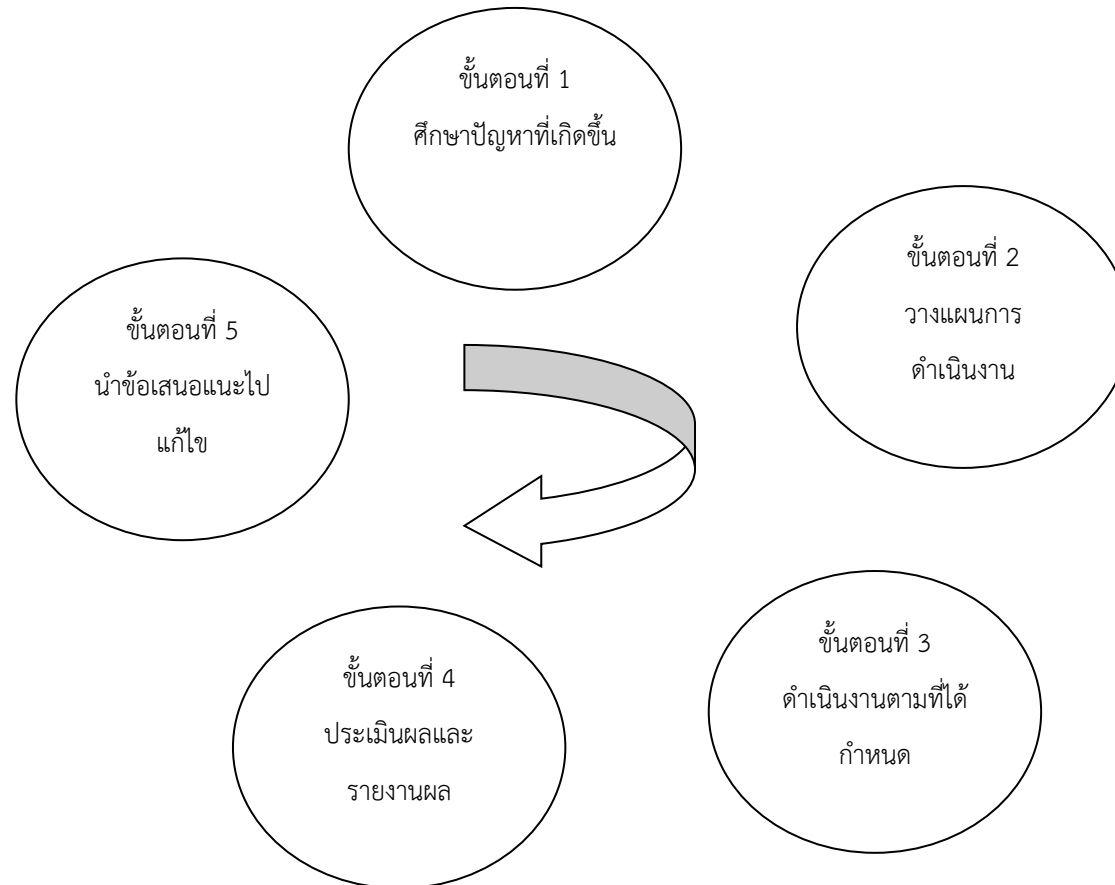 ขั้นตอนที่ 1
ศึกษาปัญหาที่เกิดขึ้น
ขั้นตอนที่ 2
วางแผนการ
ดำเนินงาน
ขั้นตอนที่ 3
ดำเนินงานตามที่ได้
กำหนด
ขั้นตอนที่ 4
ประเมินผลและ
รายงานผล
ขั้นตอนที่ 5
นำข้อเสนอแนะไป
แก้ไข